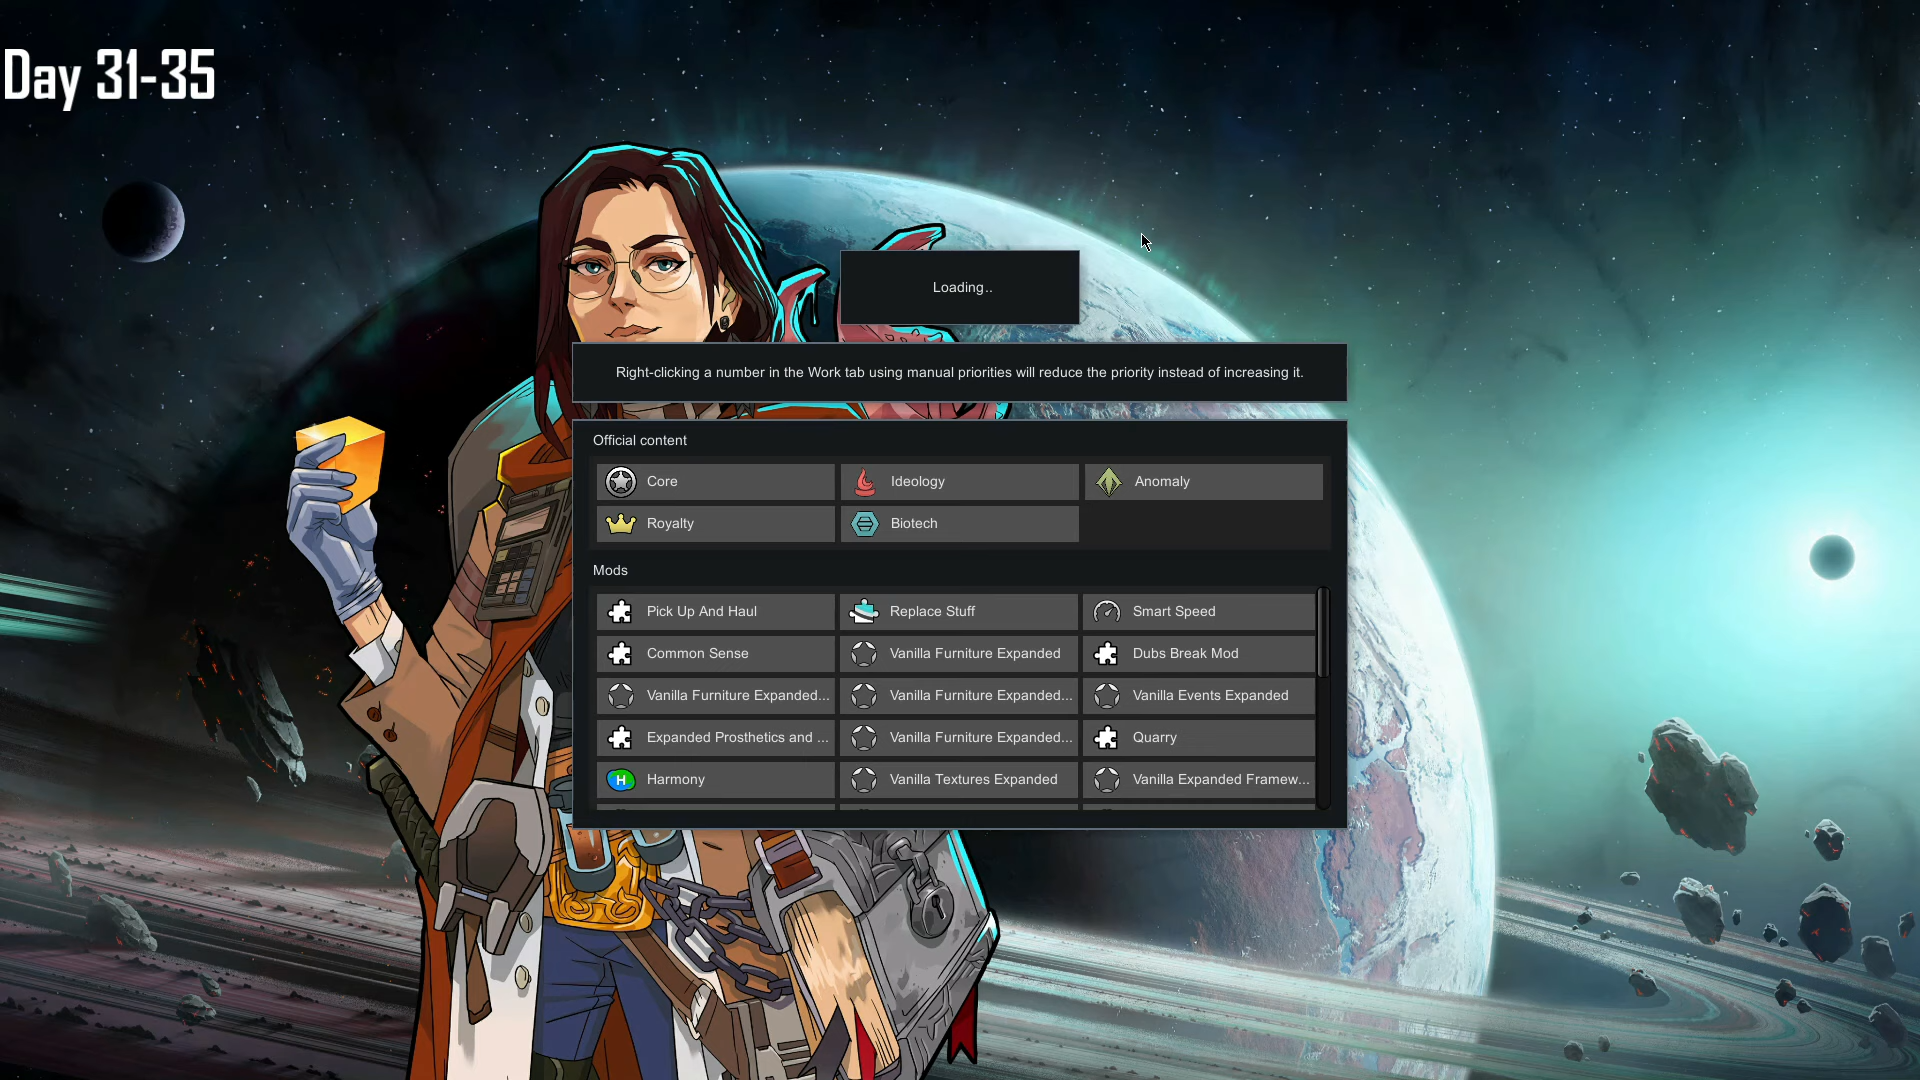 Day 31-35
Loading..
Right-clicking a number in the Work tab using manual priorities will reduce the priority instead of increasing it.
Official content
Core
Ideology
Anomaly
Royalty
Biotech
Mods
Pick Up And Haul
Replace Stuff
Smart Speed
Common Sense
Vanilla Furniture Expanded
Dubs Break Mod
Vanilla Furniture Expanded...
Vanilla Furniture Expanded...
Vanilla Events Expanded
Expanded Prosthetics and ...
Vanilla Furniture Expanded...
Quarry
H
Harmony
Vanilla Textures Expanded
Vanilla Expanded Framew...